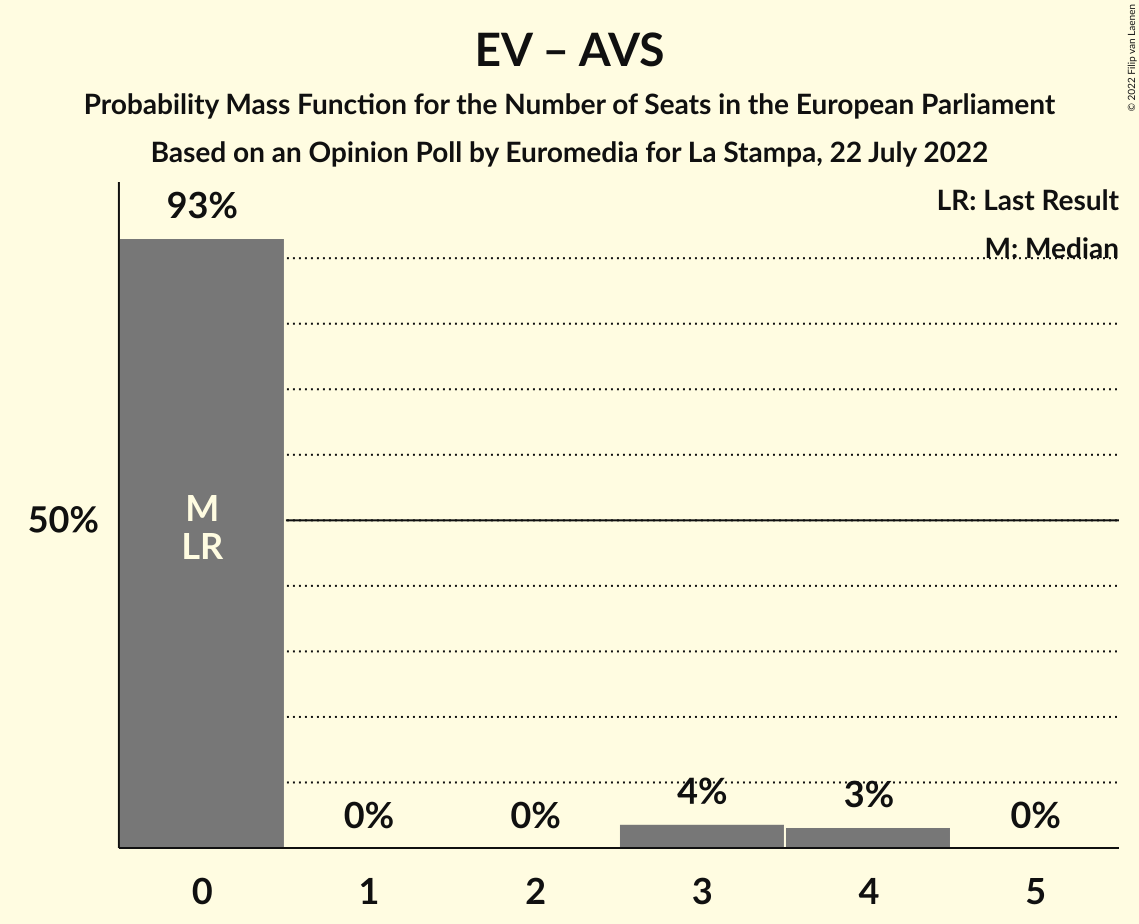 EV – AVS
Probability Mass Function for the Number of Seats in the European Parliament
Based on an Opinion Poll by Euromedia for La Stampa, 22 July 2022
© 2022 Filip van Laenen
LR: Last Result
M: Median
93%
50%
M
LR
0%
0%
4%
3%
0%
0
1
2
3
4
5